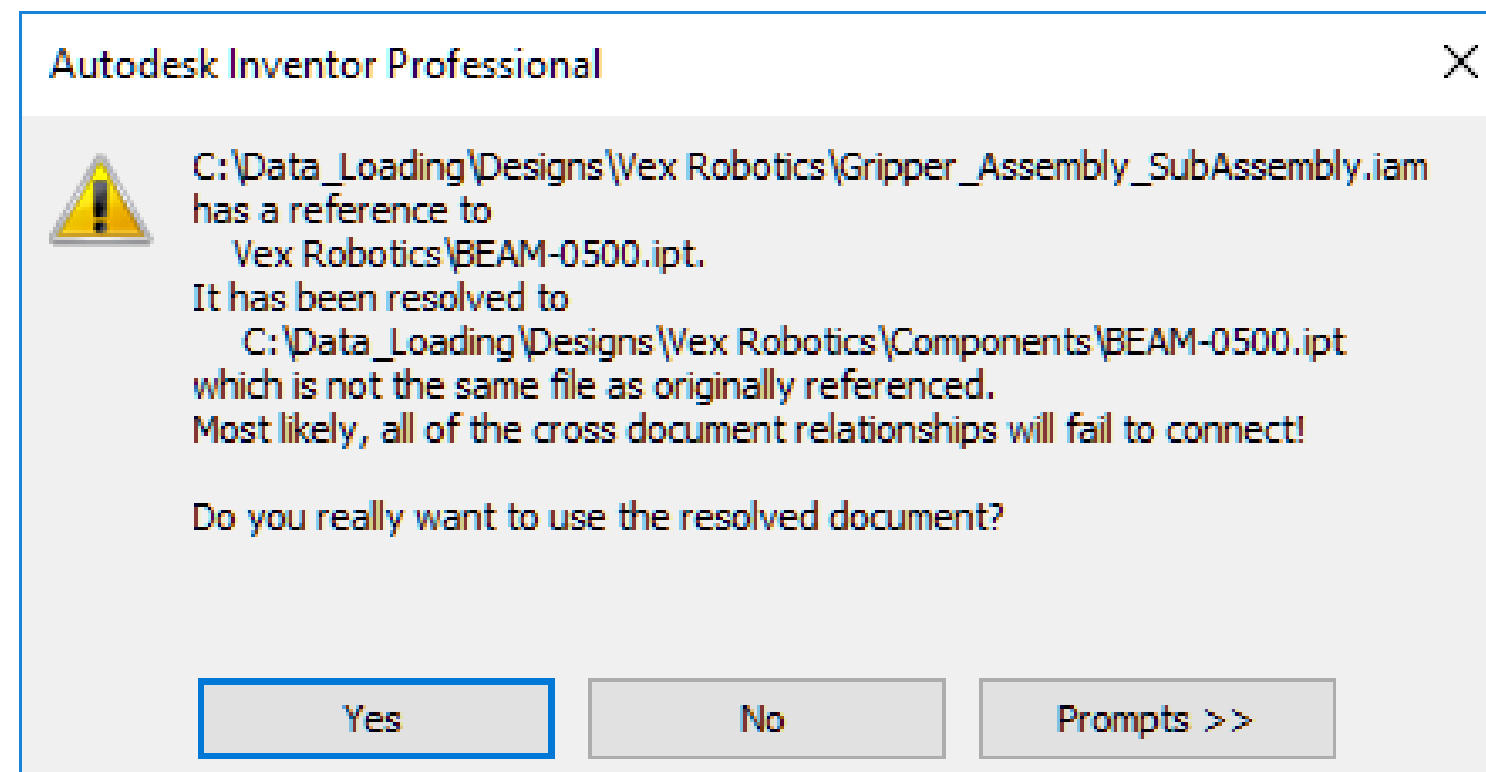 Autodesk Inventor Professional
C:\Data_Loading\Designs\Vex Robotics\Gripper_Assembly_SubAssembly.iam
has a reference to
Vex Robotics\BEAM-0500.ipt.
It has been resolved to
C:\Data_Loading\Designs\Vex Robotics\Components\BEAM-0500.ipt
which is not the same file as originally referenced.
Most likely, all of the cross document relationships will fail to connect!
Do you really want to use the resolved document?
Yes
No
Prompts >>